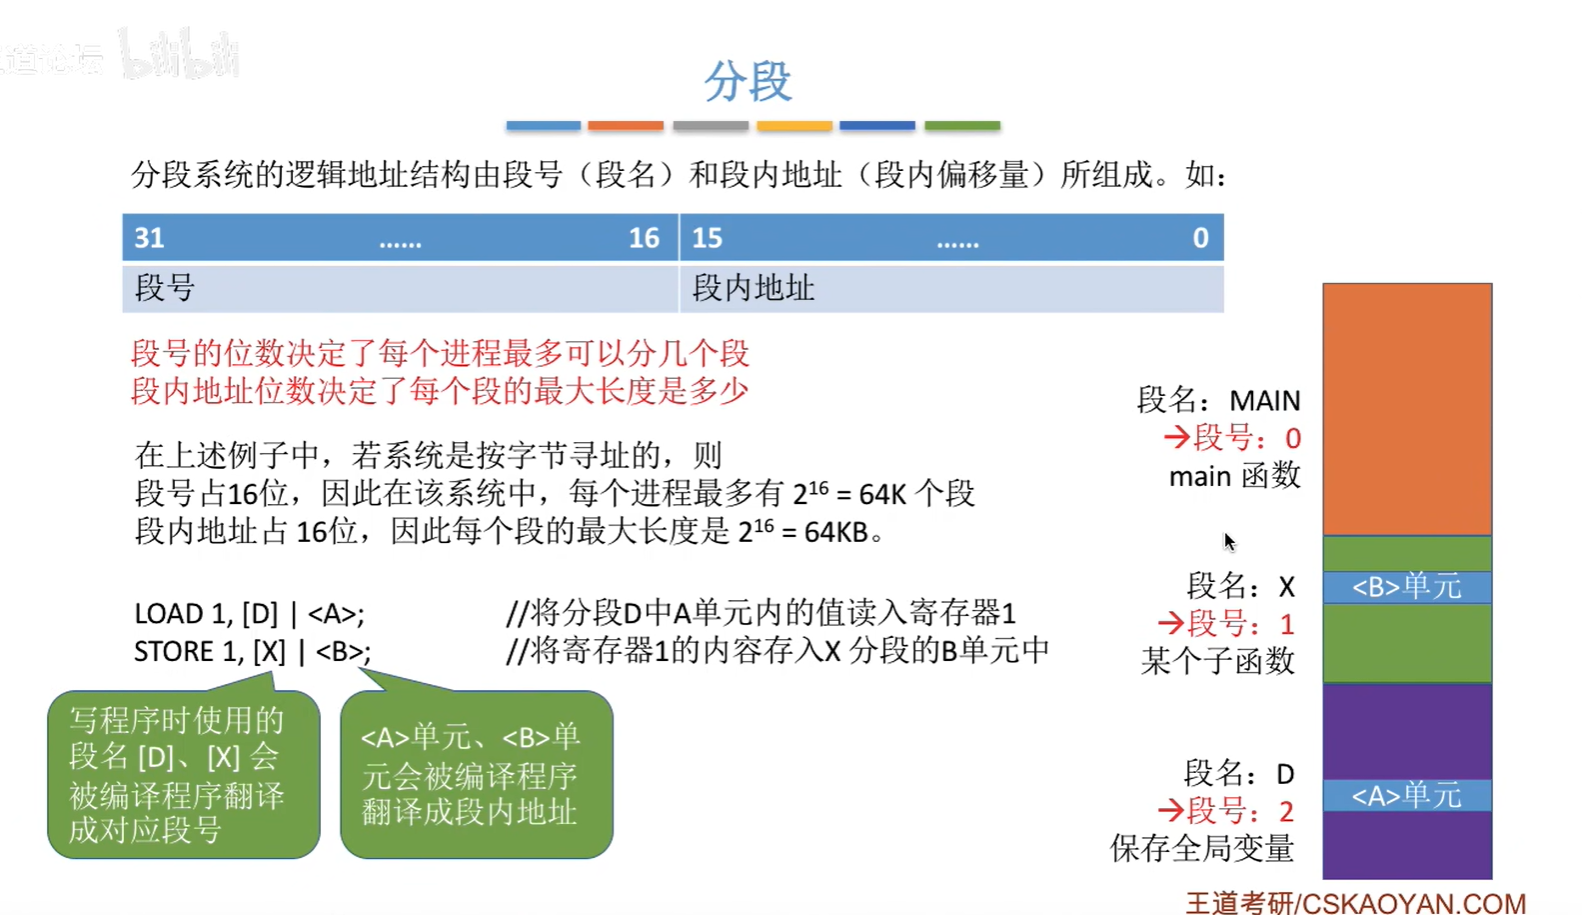 道论坛 bilibili
分段
分段系统的逻辑地址结构由段号（段名）和段内地址（段内偏移量）所组成。如：
31 …… 16 15 …… 0
段号 段内地址
段号的位数决定了每个进程最多可以分几个段
段内地址位数决定了每个段的最大长度是多少
在上述例子中，若系统是按字节寻址的，则
段号占16位，因此在该系统中，每个进程最多有 2¹⁶ = 64K 个段
段内地址占 16位，因此每个段的最大长度是 2¹⁶ = 64KB。
LOAD 1, [D] | <A>; //将分段D中A单元内的值读入寄存器1
STORE 1, [X] | <B>; //将寄存器1的内容存入X 分段的B单元中
写程序时使用的
段名 [D]、[X] 会
被编译程序翻译
成对应段号
<A>单元、<B>单
元会被编译程序
翻译成段内地址
段名：MAIN
→段号：0
main 函数
段名：X
→段号：1
某个子函数
<B>单元
段名：D
→段号：2
保存全局变量
<A>单元
王道考研/CSKAOYAN.COM